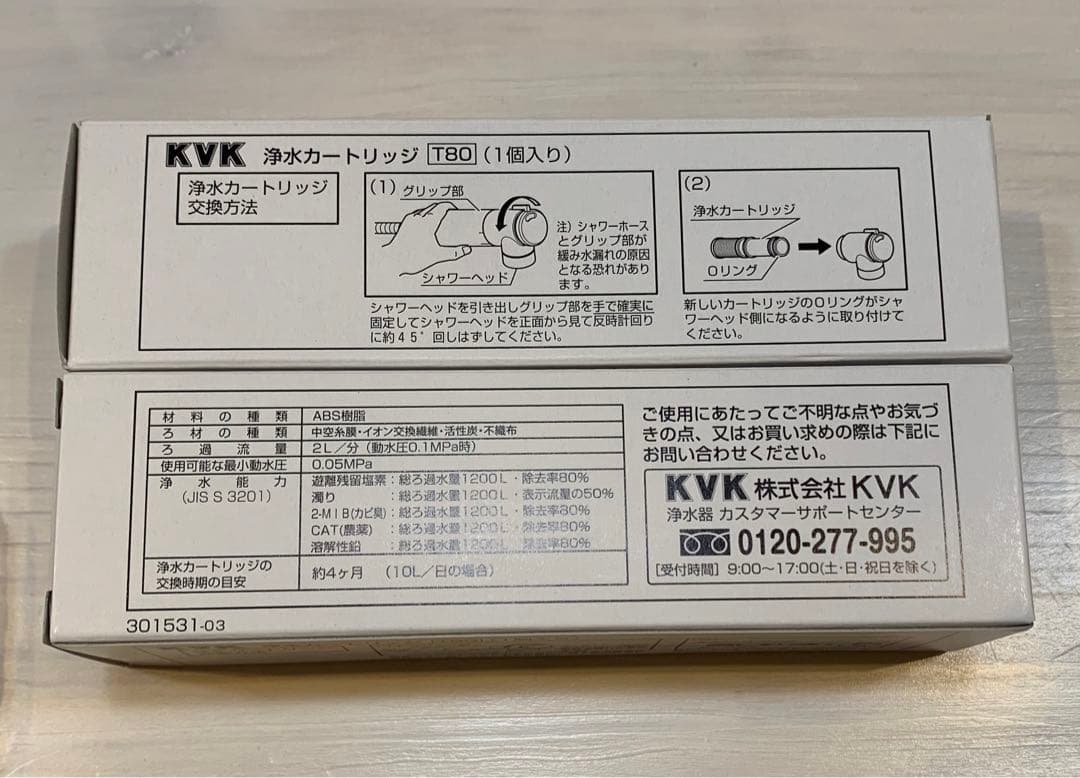 KVK 浄水カートリッジ T80 (1個入り)
浄水カートリッジ
交換方法
(1) グリップ部
シャワーヘッド
注) シャワーホース
とグリップ部が
緩み水漏れの原因
となる恐れがあり
ます。
シャワーヘッドを引き出しグリップ部を手で確実に
固定してシャワーヘッドを正面から見て反時計回り
に約45°回しはずしてください。
(2)
浄水カートリッジ
Oリング
新しいカートリッジのOリングがシャ
ワーヘッド側になるように取り付けて
ください。
材料の種類 ABS樹脂
ろ材の種類 中空糸膜・イオン交換繊維・活性炭・不織布
ろ過流量 2L/分 (動水圧0.1MPa時)
使用可能な最小動水圧 0.05MPa
浄水能力
(JIS S 3201)
遊離残留塩素:総ろ過水量1200L・除去率80%
濁り :総ろ過水量1200L・表示流量の50%
2-MIB(カビ臭):総ろ過水量1200L・除去率80%
CAT(農薬) :総ろ過水量1200L・除去率80%
溶解性鉛 :総ろ過水量1200L・除去率80%
浄水カートリッジの
交換時期の目安
約4ヶ月 (10L/日の場合)
301531-03
ご使用にあたってご不明な点やお気づ
きの点、又はお買い求めの際は下記に
お問い合わせください。
KVK 株式会社KVK
浄水器 カスタマーサポートセンター
0120-277-995
[受付時間] 9:00〜17:00(土・日・祝日を除く)